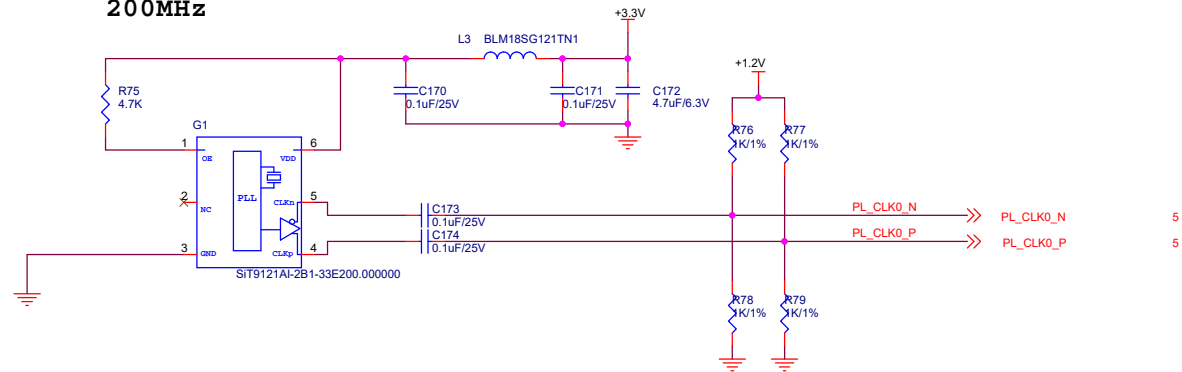 200MHz
+3.3V
L3 BLM18SG121TN1
+1.2V
R75
4.7K
C170
0.1uF/25V
C171
0.1uF/25V
C172
4.7uF/6.3V
G1
R76
1K/1%
R77
1K/1%
1
OE
VDD
6
2
NC
PLL
CLKn
5
3
GND
CLKp
4
SiT9121AI-2B1-33E200.000000
C173
0.1uF/25V
C174
0.1uF/25V
PL_CLK0_N
PL_CLK0_N 5
PL_CLK0_P
PL_CLK0_P 5
R78
1K/1%
R79
1K/1%